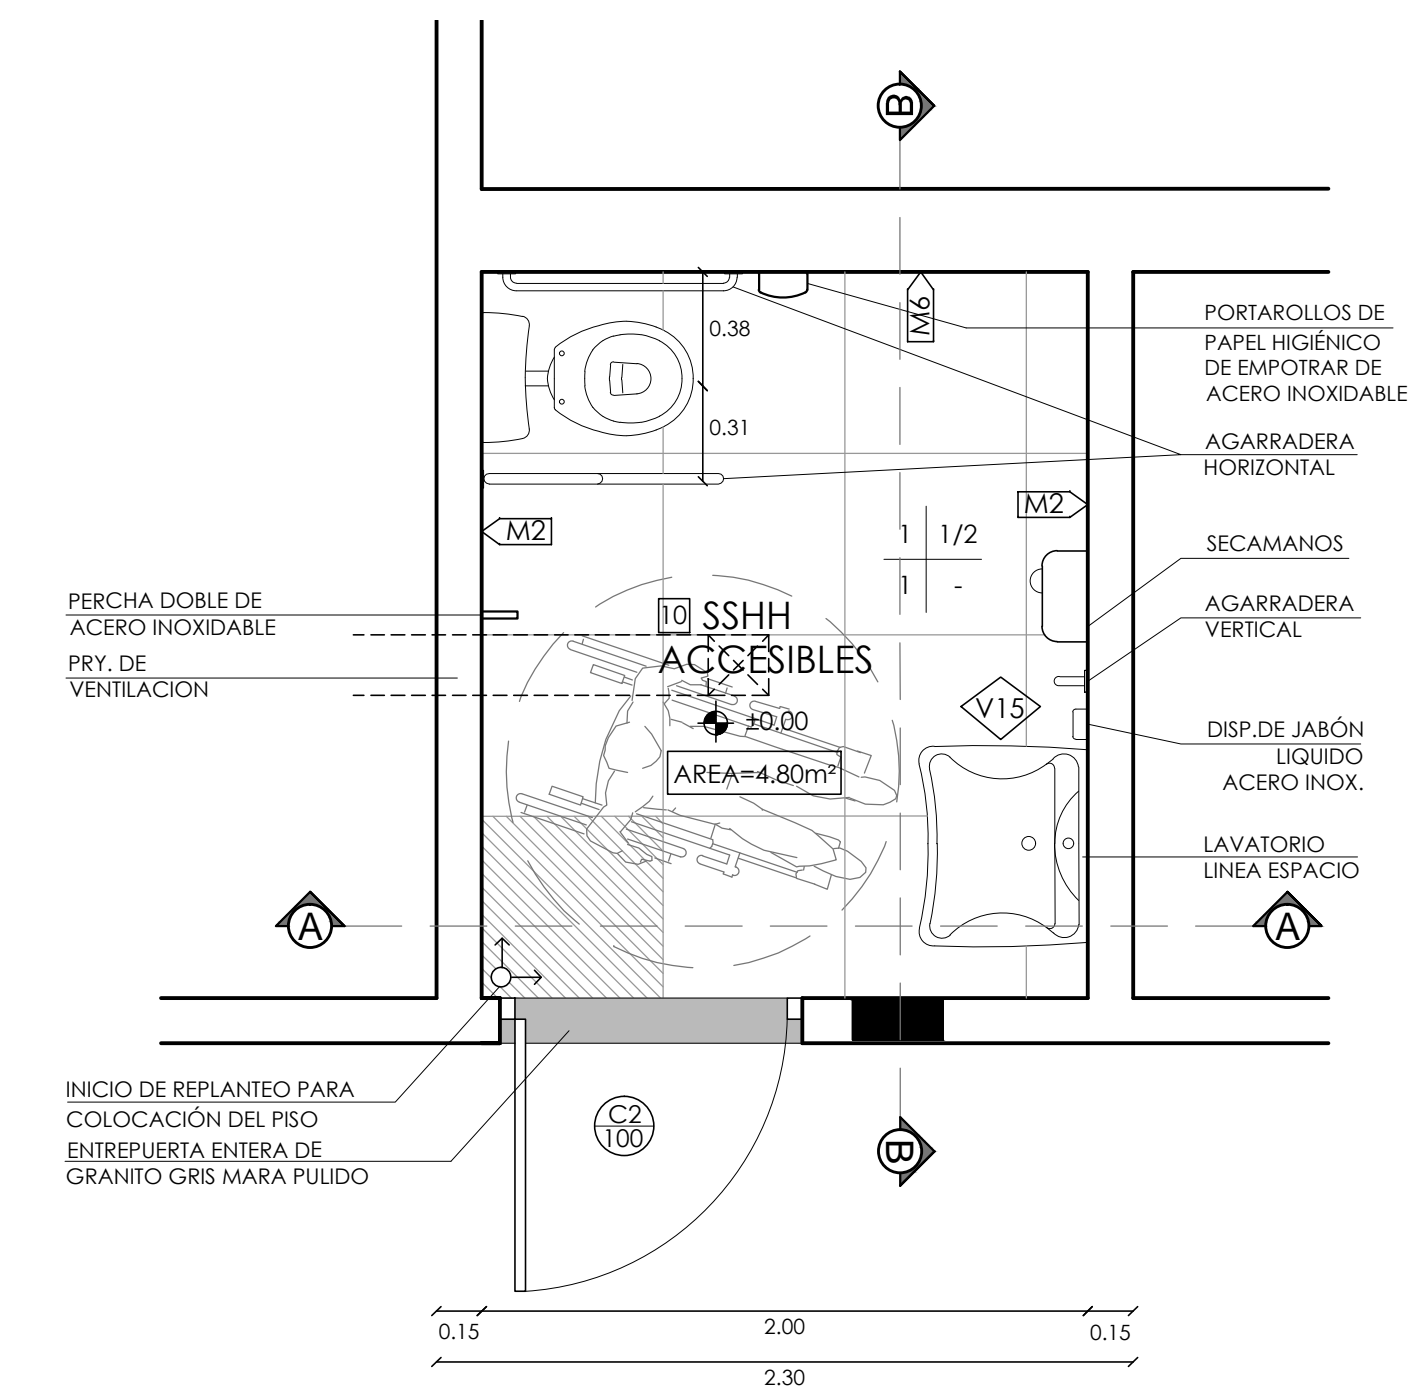 B
PORTAROLLOS DE
PAPEL HIGIÉNICO
DE EMPOTRAR DE
ACERO INOXIDABLE
M6
0.38
0.31
AGARRADERA
HORIZONTAL
M2
M2
1
1/2
1
-
SECAMANOS
PERCHA DOBLE DE
ACERO INOXIDABLE
10
SSHH
ACCESIBLES
AGARRADERA
VERTICAL
PRY. DE
VENTILACION
V15
±0.00
DISP.DE JABÓN
LIQUIDO
ACERO INOX.
AREA=4.80m²
LAVATORIO
LINEA ESPACIO
A
A
INICIO DE REPLANTEO PARA
COLOCACIÓN DEL PISO
ENTREPUERTA ENTERA DE
GRANITO GRIS MARA PULIDO
C2
100
B
0.15
2.00
0.15
2.30